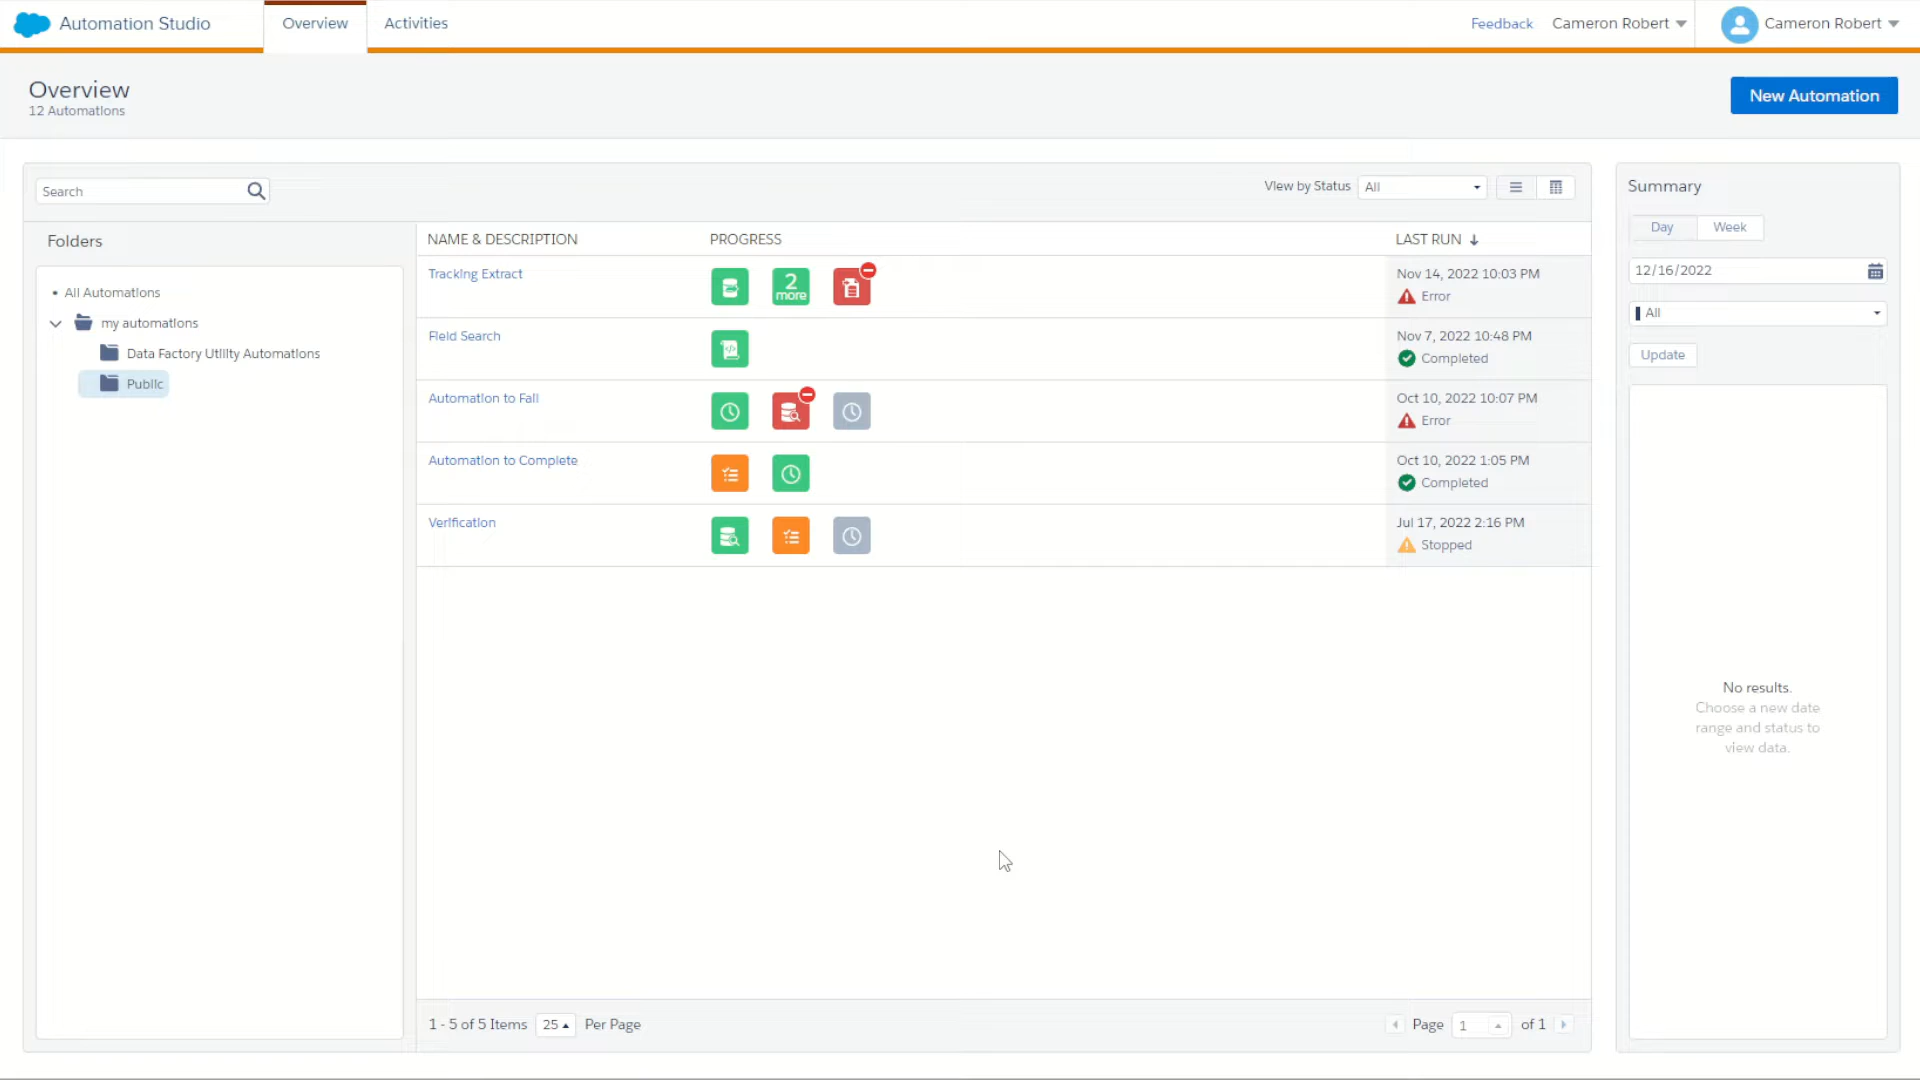 Automation Studio
Overview
Activities
Feedback
Cameron Robert
Cameron Robert
Overview
12 Automations
New Automation
Search
View by Status
All
Folders
• All Automations
my automations
Data Factory Utility Automations
Public
NAME & DESCRIPTION
PROGRESS
LAST RUN
Tracking Extract
2
more
Nov 14, 2022 10:03 PM
Error
Field Search
Nov 7, 2022 10:48 PM
Completed
Automation to Fail
Oct 10, 2022 10:07 PM
Error
Automation to Complete
Oct 10, 2022 1:05 PM
Completed
Verification
Jul 17, 2022 2:16 PM
Stopped
1 - 5 of 5 Items
25
Per Page
Page
1
of 1
Summary
Day
Week
12/16/2022
All
Update
No results.
Choose a new date
range and status to
view data.